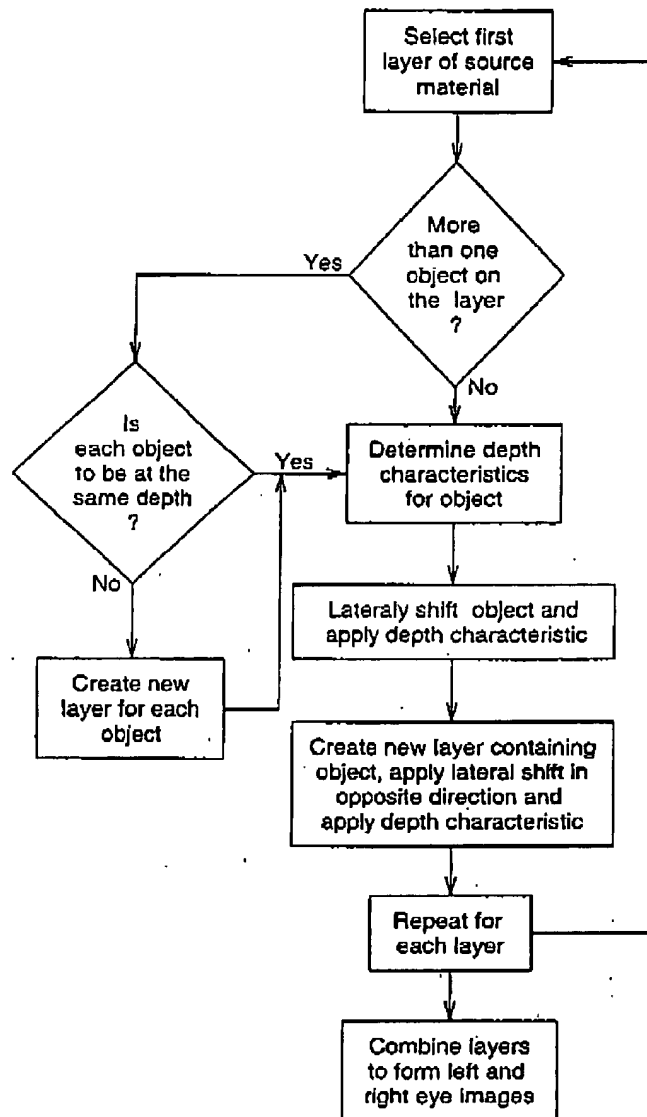 Select first
layer of source
material
More
than one
object on
the layer
?
Yes
No
Is
each object
to be at the
same depth
?
Yes
No
Determine depth
characteristics
for object
Lateraly shift object and
apply depth characteristic
Create new
layer for each
object
Create new layer containing
object, apply lateral shift in
opposite direction and
apply depth characteristic
Repeat for
each layer
Combine layers
to form left and
right eye images